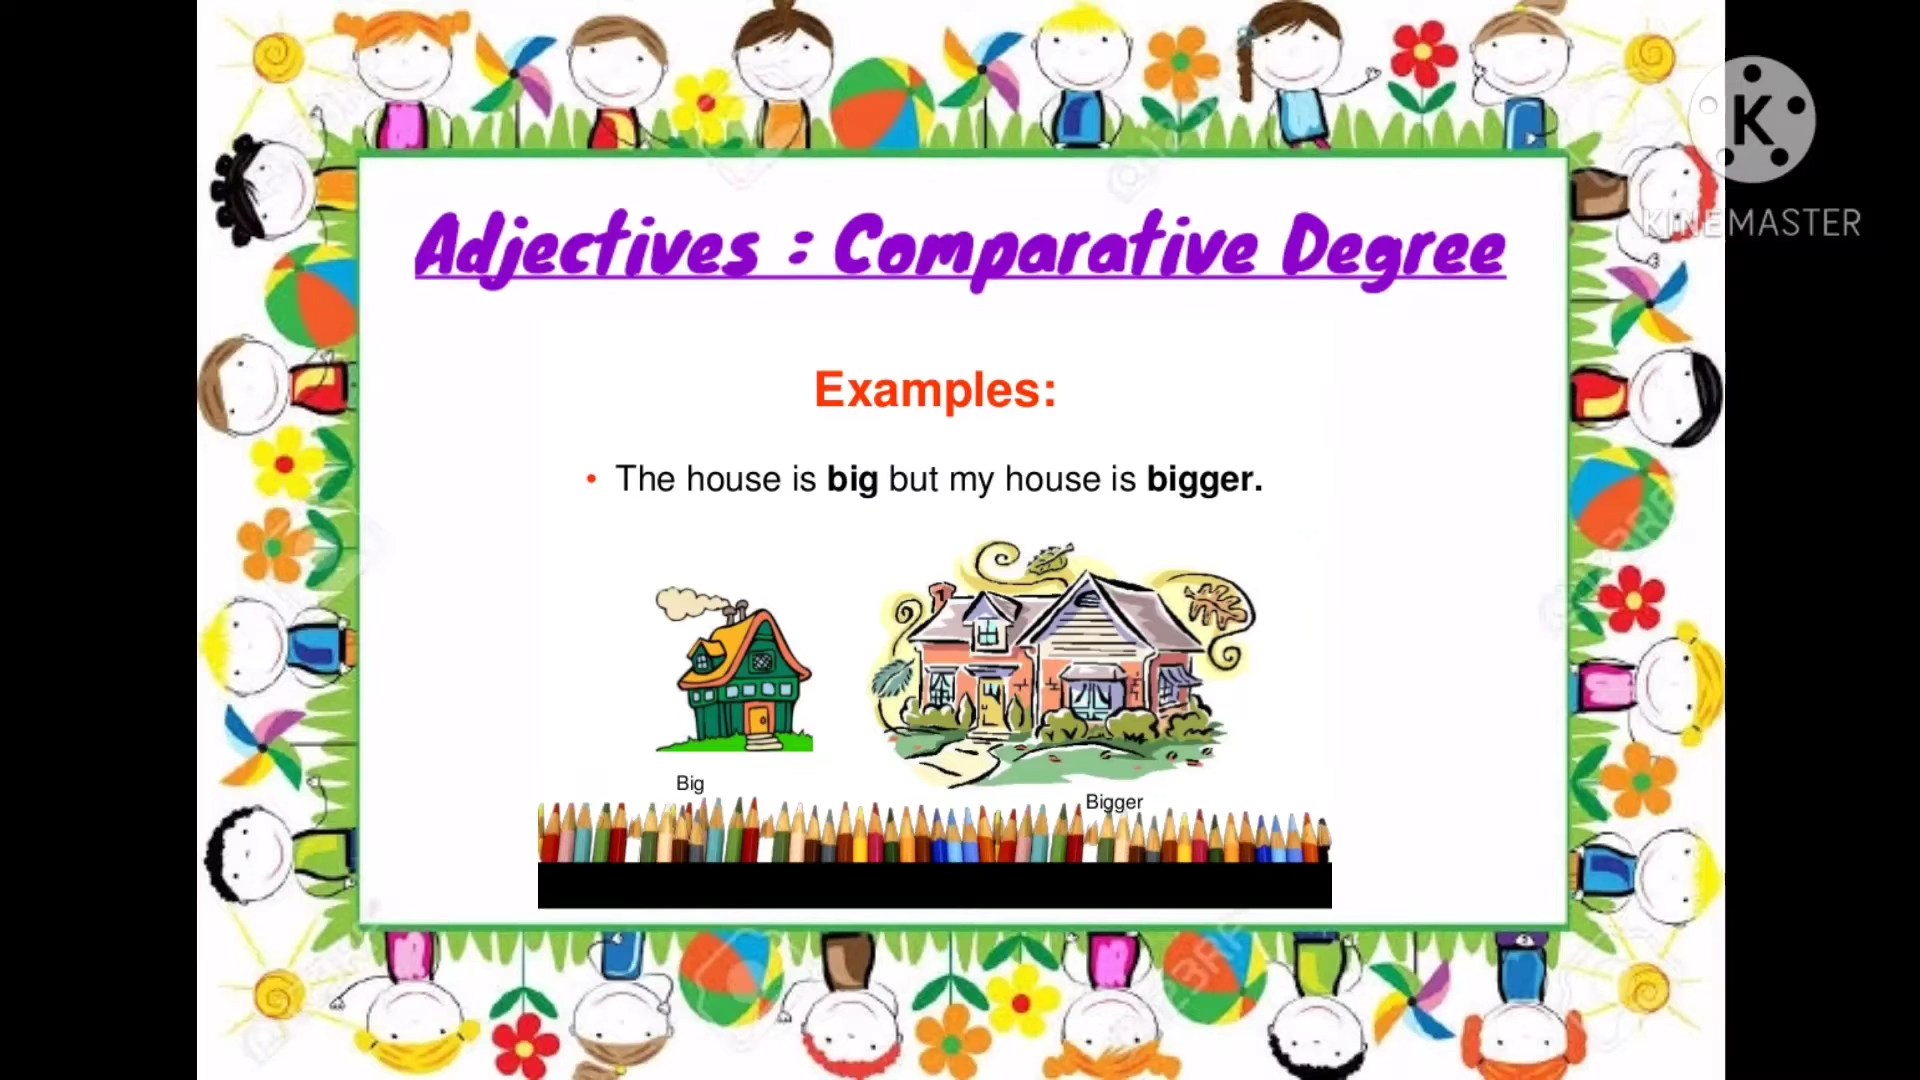 K
KINEMASTER
Adjectives : Comparative Degree
Examples:
• The house is big but my house is bigger.
Big
Bigger